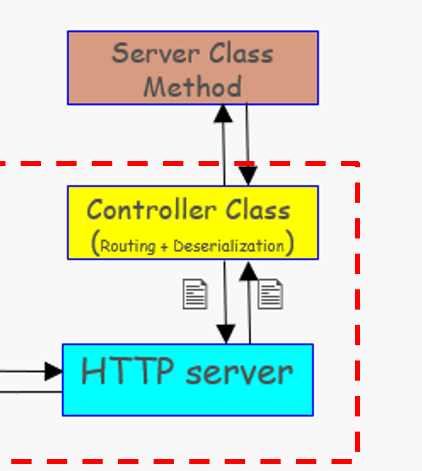 Server Class
Method
Controller Class
(Routing + Deserialization)
HTTP server